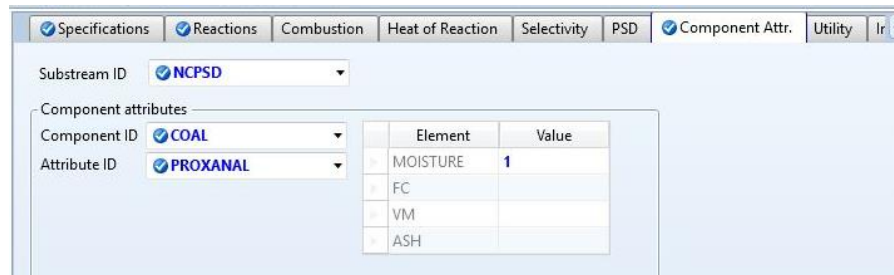 Specifications Reactions Combustion Heat of Reaction Selectivity PSD Component Attr. Utility
Substream ID NCPSD
Component attributes
Component ID COAL
Attribute ID PROXANAL
Element Value
MOISTURE 1
FC
VM
ASH